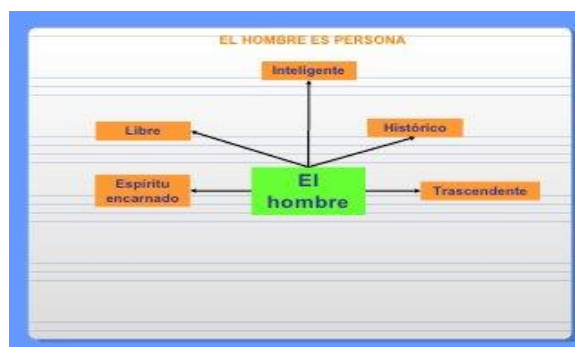 EL HOMBRE ES PERSONA
Inteligente
Libre
Histórico
Espíritu
encarnado
El
hombre
Trascendente